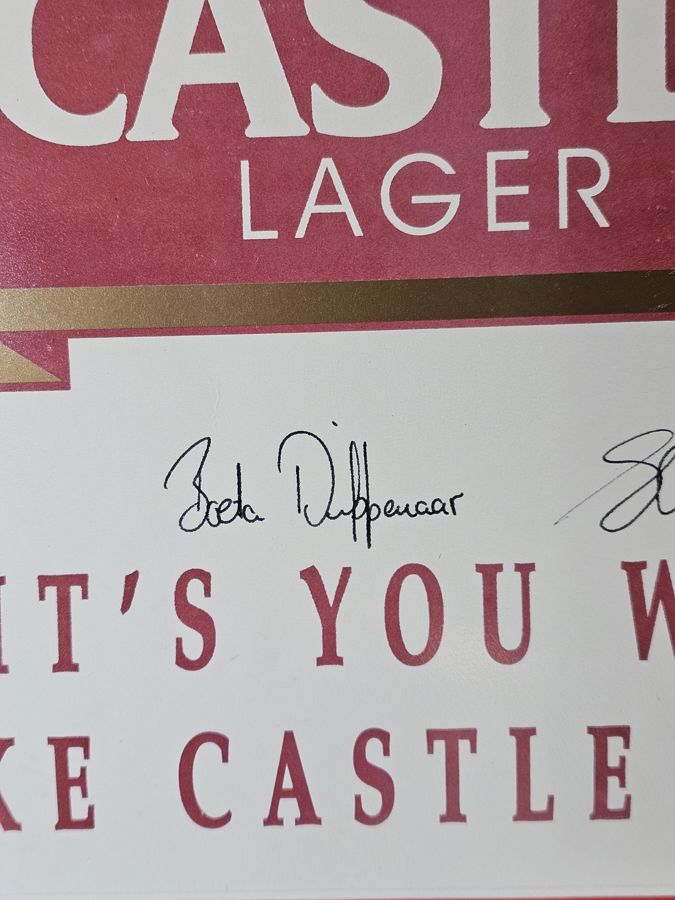 CASTL
LAGER
Boeta Dippenaar
IT'S YOU W
KE CASTLE